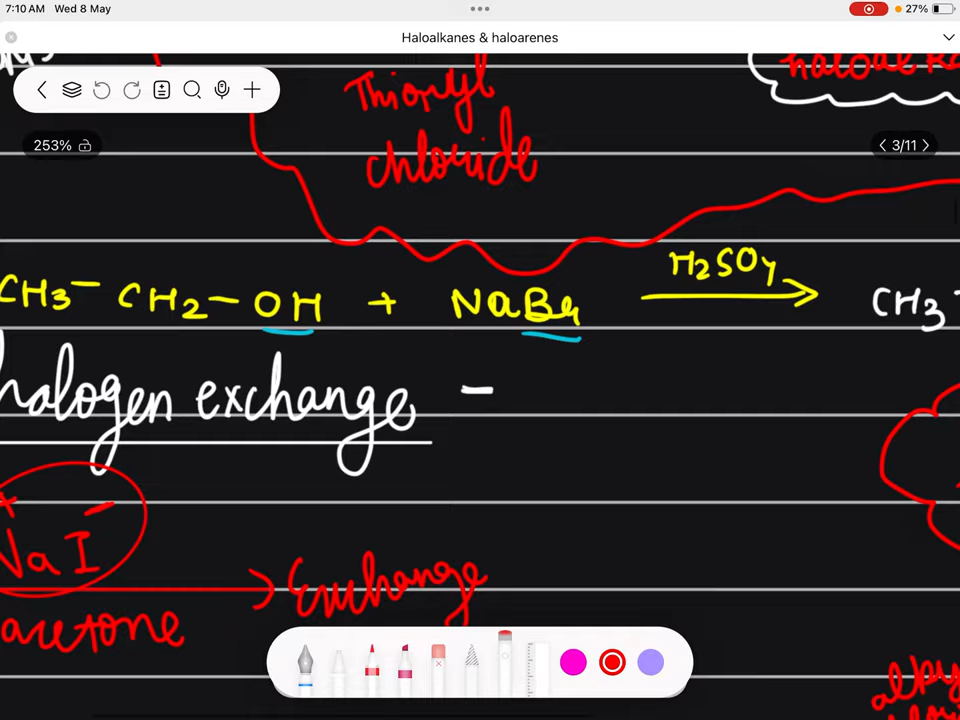 7:10 AM Wed 8 May
27%
Haloalkanes & haloarenes
Thionyl
chloride
253%
3/11
CH3 - CH2 - OH + NaBr H2SO4 CH3 -
halogen exchange -
+ -
NaI
acetone
Exchange